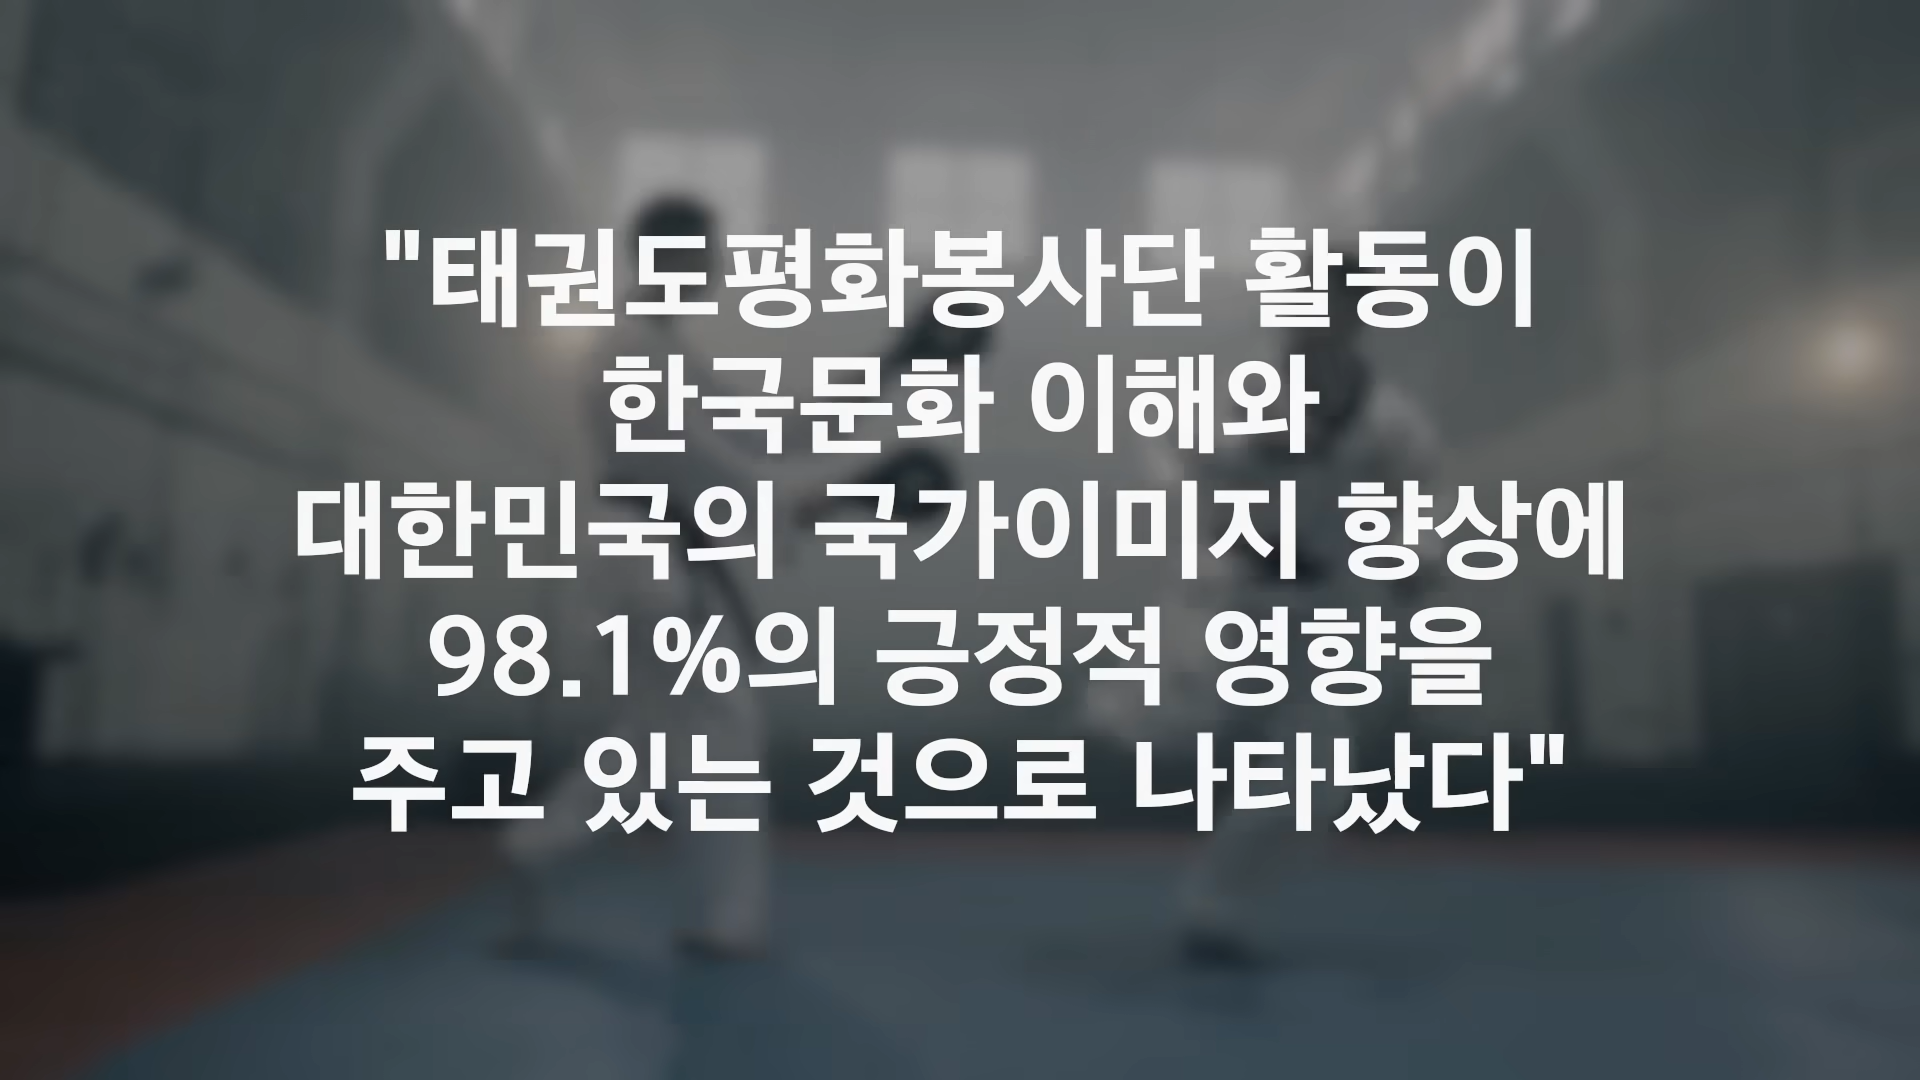 "태권도평화봉사단 활동이
한국문화 이해와
대한민국의 국가이미지 향상에
98.1%의 긍정적 영향을
주고 있는 것으로 나타났다"